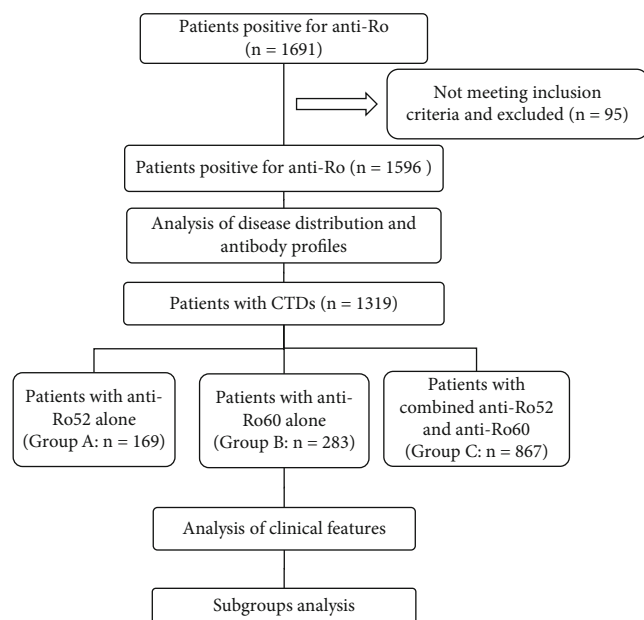 Patients positive for anti-Ro
(n = 1691)
Not meeting inclusion
criteria and excluded (n = 95)
Patients positive for anti-Ro (n = 1596 )
Analysis of disease distribution and
antibody profiles
Patients with CTDs (n = 1319)
Patients with anti-
Ro52 alone
(Group A: n = 169)
Patients with anti-
Ro60 alone
(Group B: n = 283)
Patients with
combined anti-Ro52
and anti-Ro60
(Group C: n = 867)
Analysis of clinical features
Subgroups analysis